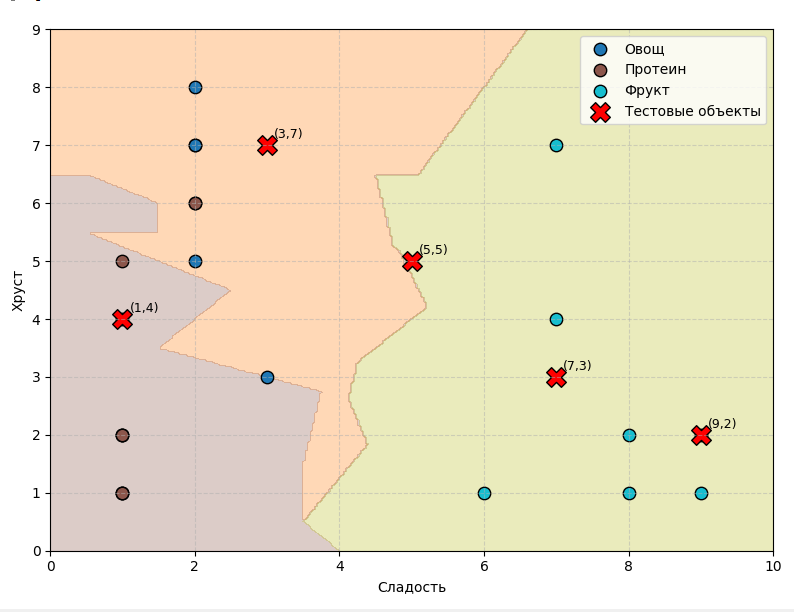 Овощ
Протеин
Фрукт
Тестовые объекты
(3,7)
(5,5)
(1,4)
(7,3)
(9,2)
9
8
7
6
5
4
3
2
1
0
Хруст
0 2 4 6 8 10
Сладость